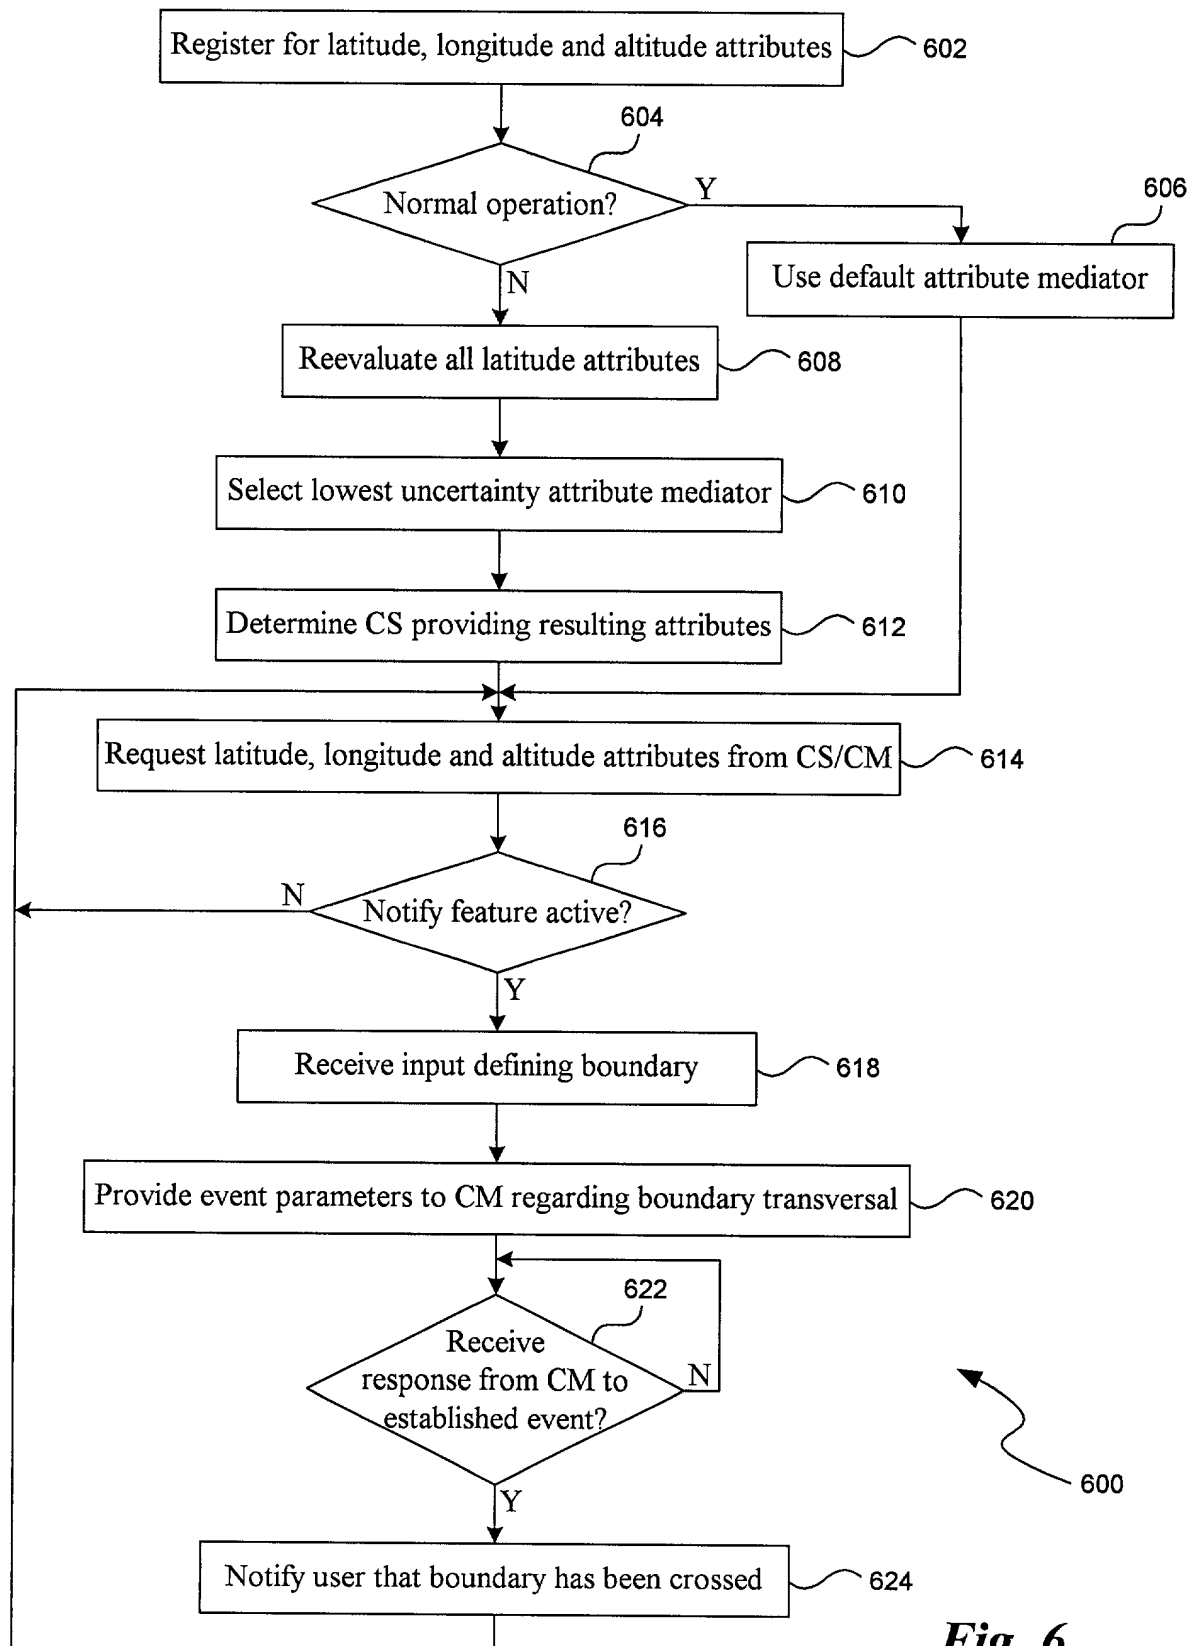 Register for latitude, longitude and altitude attributes
602
604
Normal operation?
Y
606
Use default attribute mediator
N
Reevaluate all latitude attributes
608
Select lowest uncertainty attribute mediator
610
Determine CS providing resulting attributes
612
Request latitude, longitude and altitude attributes from CS/CM
614
616
N
Notify feature active?
Y
Receive input defining boundary
618
Provide event parameters to CM regarding boundary transversal
620
622
Receive
response from CM to
established event?
N
600
Y
Notify user that boundary has been crossed
624
Fig. 6